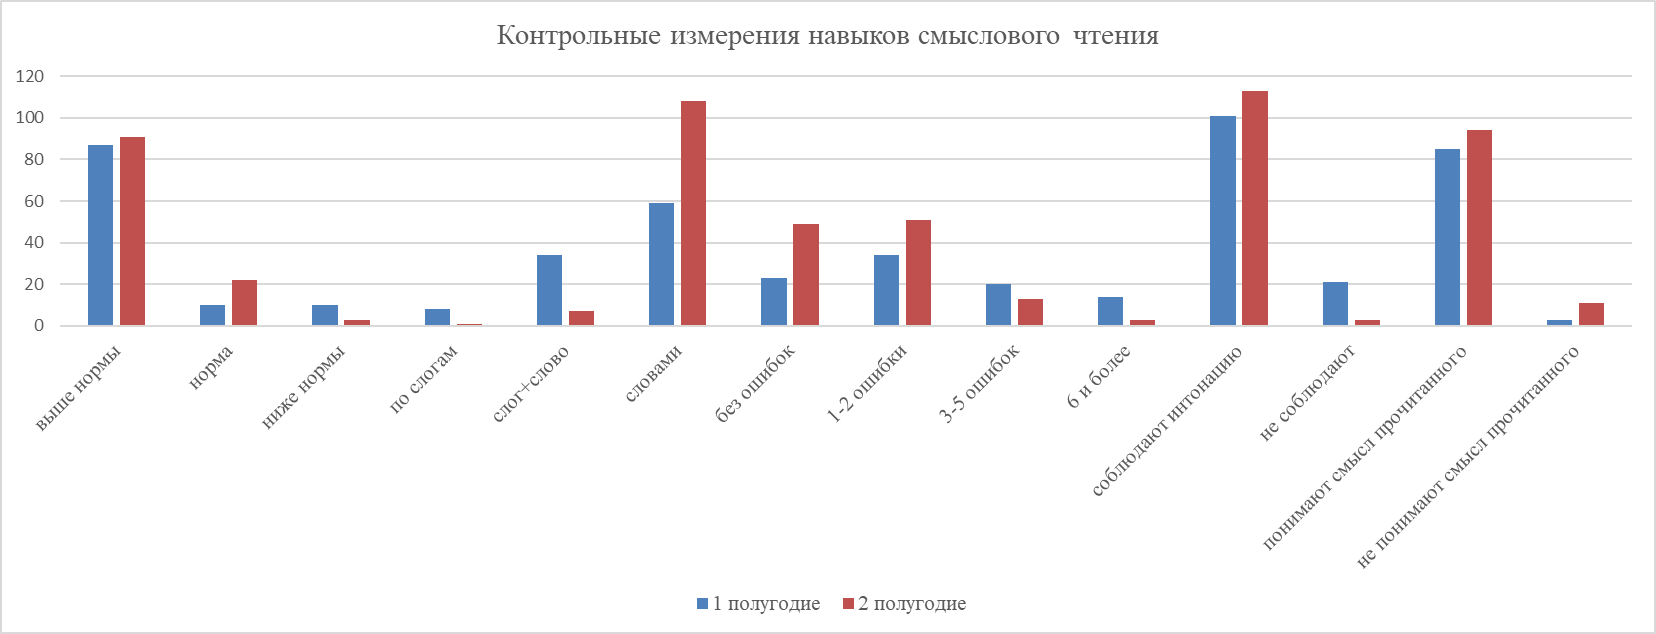 Контрольные измерения навыков смыслового чтения
120
100
80
60
40
20
0
выше нормы
норма
ниже нормы
по слогам
слог+слово
словами
без ошибок
1-2 ошибки
3-5 ошибок
6 и более
соблюдают интонацию
не соблюдают
понимают смысл прочитанного
не понимают смысл прочитанного
1 полугодие
2 полугодие